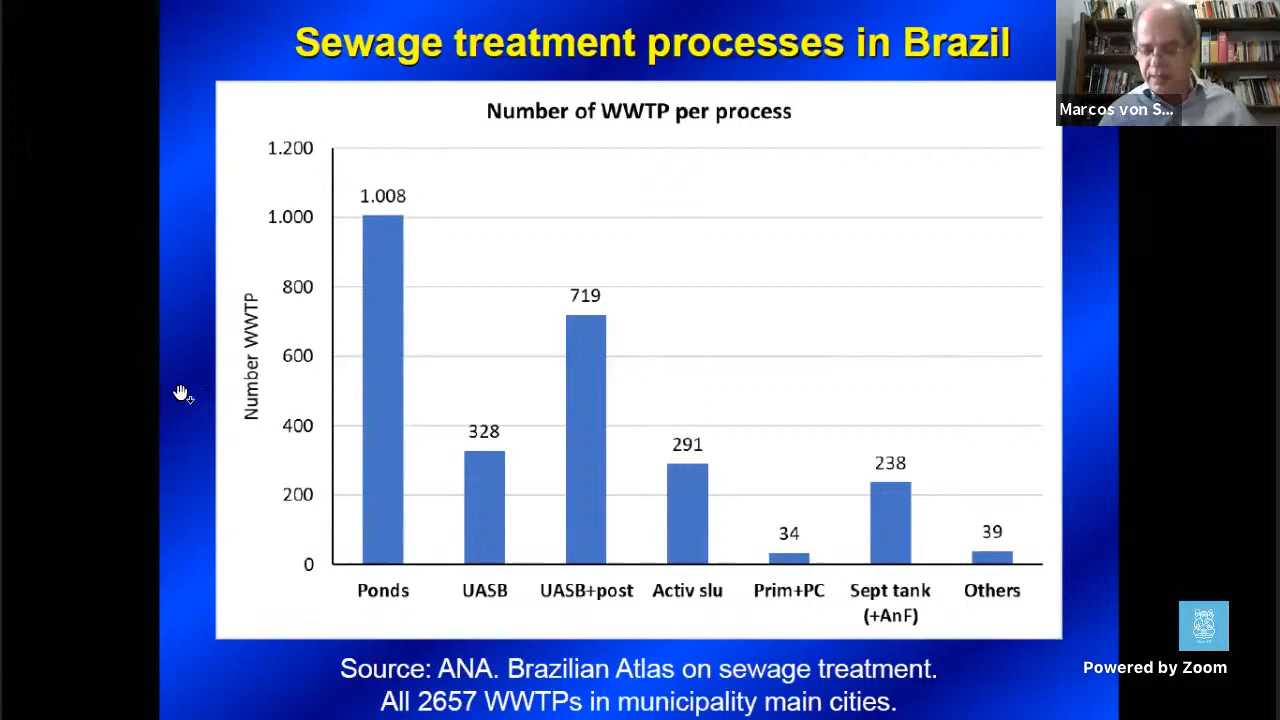 Sewage treatment processes in Brazil
Marcos von S...
Number of WWTP per process
1.200
1.000
800
600
400
200
0
Number WWTP
1.008
328
719
291
34
238
39
Ponds
UASB
UASB+post
Activ slu
Prim+PC
Sept tank
(+AnF)
Others
Source: ANA. Brazilian Atlas on sewage treatment.
All 2657 WWTPs in municipality main cities.
Powered by Zoom